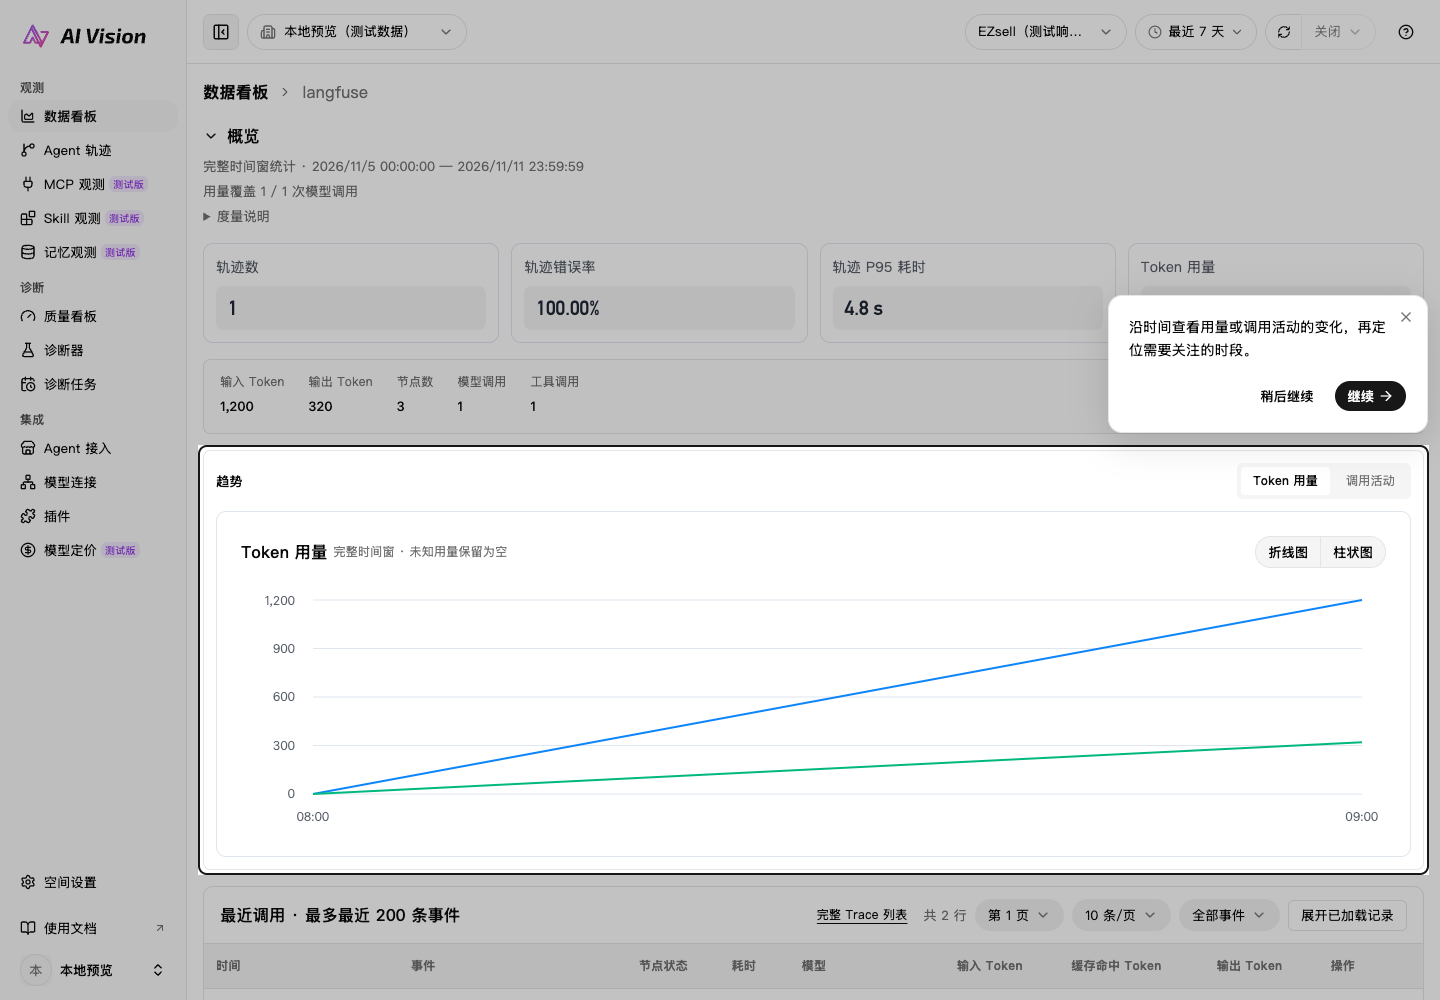 AI Vision
观测
数据看板
Agent 轨迹
MCP 观测 测试版
Skill 观测 测试版
记忆观测 测试版
诊断
质量看板
诊断器
诊断任务
集成
Agent 接入
模型连接
插件
模型定价 测试版
空间设置
使用文档
本 本地预览
本地预览（测试数据）
EZsell（测试响...
最近 7 天
关闭
数据看板 > langfuse
概览
完整时间窗统计 · 2026/11/5 00:00:00 — 2026/11/11 23:59:59
用量覆盖 1 / 1 次模型调用
度量说明
轨迹数
1
轨迹错误率
100.00%
轨迹 P95 耗时
4.8 s
Token 用量
沿时间查看用量或调用活动的变化，再定
位需要关注的时段。
稍后继续 继续
输入 Token 输出 Token 节点数 模型调用 工具调用
1,200 320 3 1 1
趋势
Token 用量 调用活动
Token 用量 完整时间窗 · 未知用量保留为空
折线图 柱状图
1,200
900
600
300
0
08:00 09:00
最近调用 · 最多最近 200 条事件
完整 Trace 列表 共 2 行 第 1 页 10 条/页 全部事件 展开已加载记录
时间 事件 节点状态 耗时 模型 输入 Token 缓存命中 Token 输出 Token 操作